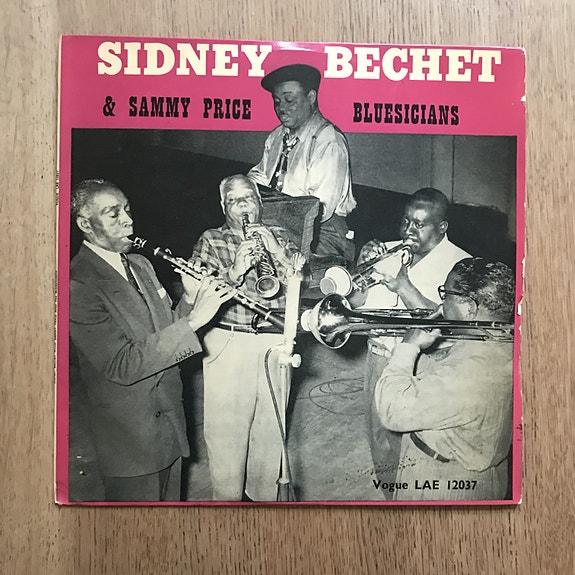 SIDNEY BECHET
& SAMMY PRICE BLUESICIANS
Vogue LAE 12037